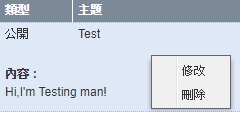 類型 主題
公開 Test
內容 :
Hi,I'm Testing man!
修改
刪除